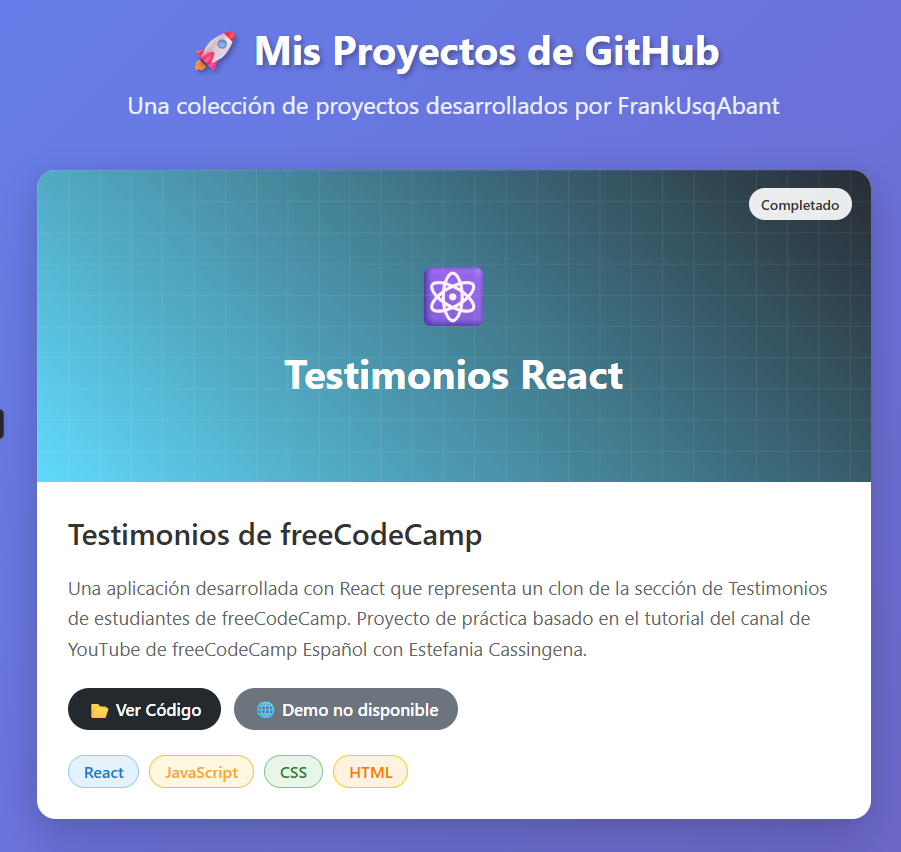 🚀 Mis Proyectos de GitHub
Una colección de proyectos desarrollados por FrankUsqAbant
Completado
Testimonios React
Testimonios de freeCodeCamp
Una aplicación desarrollada con React que representa un clon de la sección de Testimonios
de estudiantes de freeCodeCamp. Proyecto de práctica basado en el tutorial del canal de
YouTube de freeCodeCamp Español con Estefania Cassingena.
📂 Ver Código
🌐 Demo no disponible
React
JavaScript
CSS
HTML